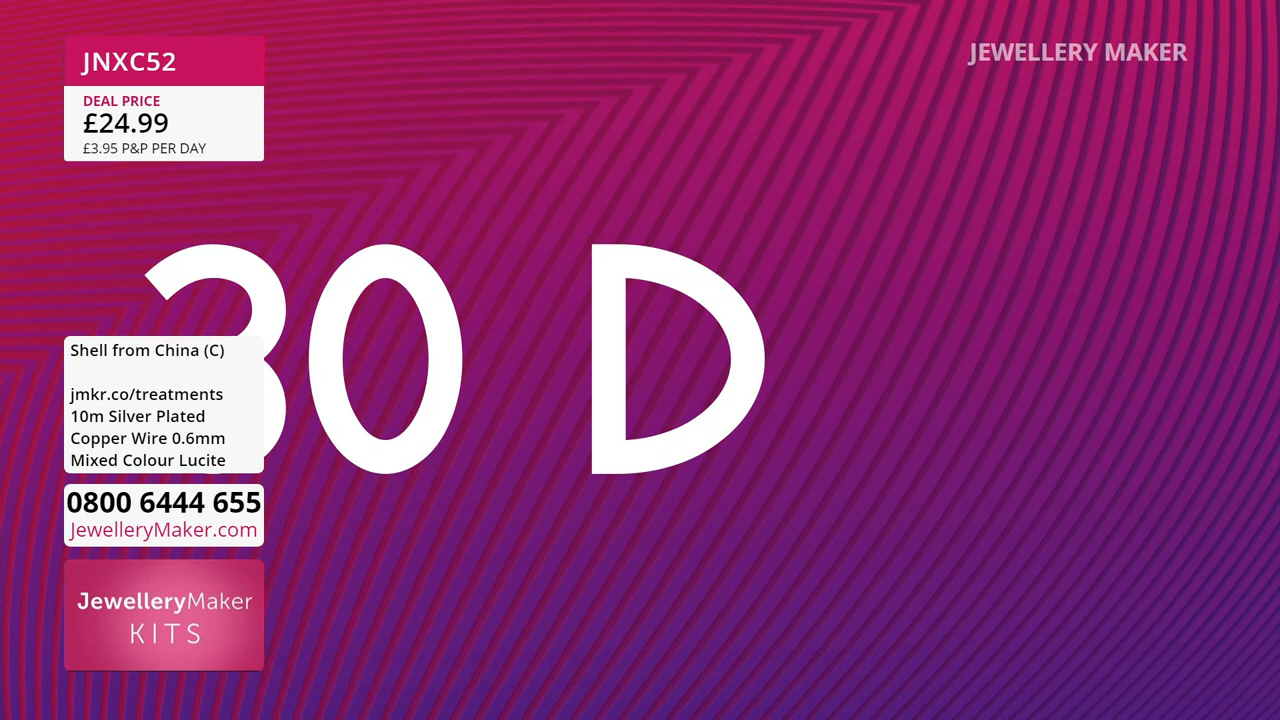 JNXC52
DEAL PRICE
£24.99
£3.95 P&P PER DAY
JEWELLERY MAKER
30 D
Shell from China (C)
jmkr.co/treatments
10m Silver Plated
Copper Wire 0.6mm
Mixed Colour Lucite
0800 6444 655
JewelleryMaker.com
JewelleryMaker
KITS